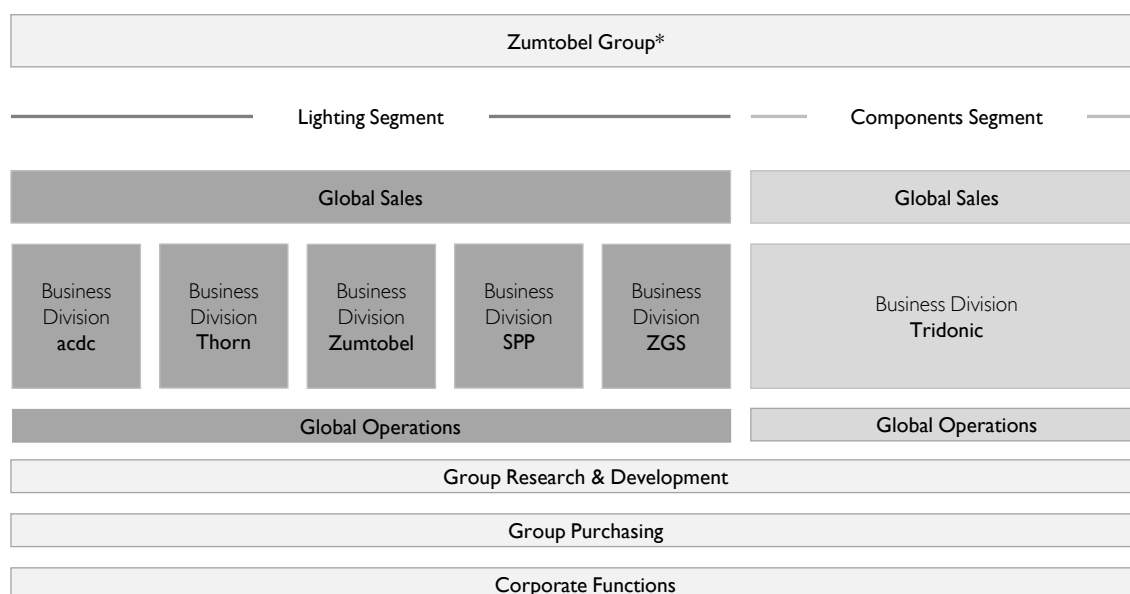 Zumtobel Group*
Lighting Segment
Components Segment
Global Sales
Global Sales
Business
Division
acdc
Business
Division
Thorn
Business
Division
Zumtobel
Business
Division
SPP
Business
Division
ZGS
Business Division
Tridonic
Global Operations
Global Operations
Group Research & Development
Group Purchasing
Corporate Functions